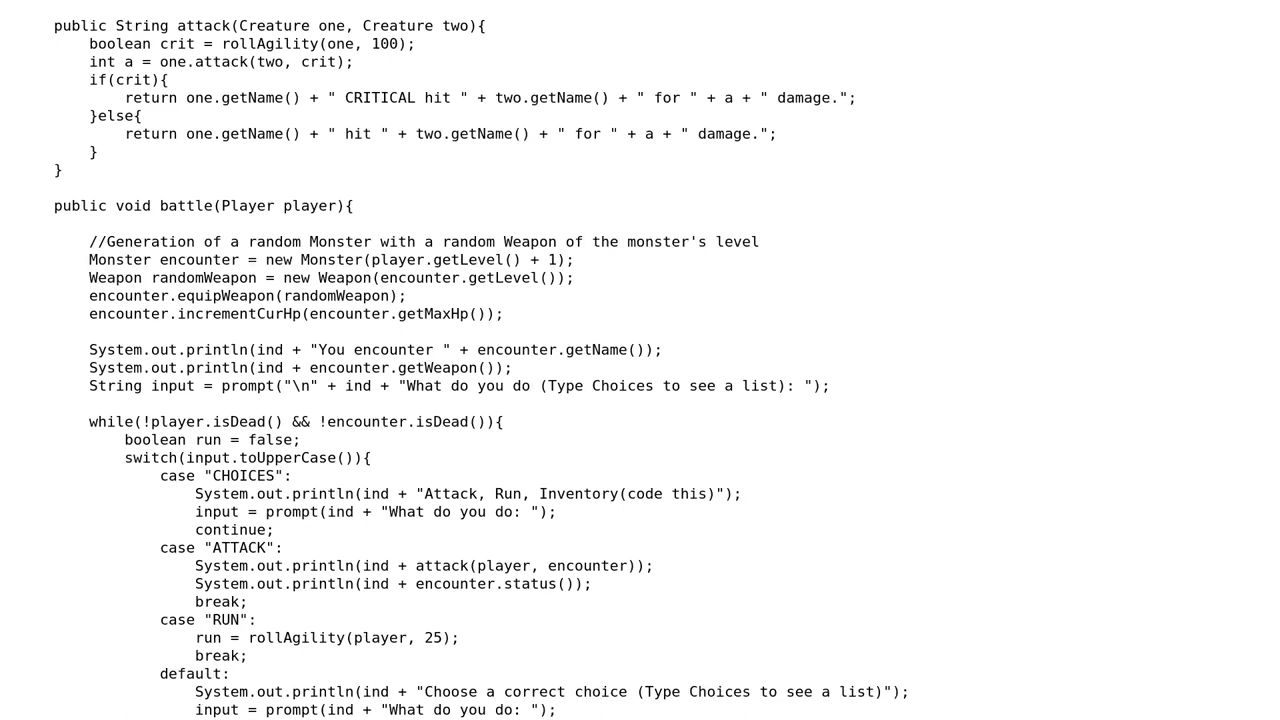 public String attack(Creature one, Creature two){
    boolean crit = rollAgility(one, 100);
    int a = one.attack(two, crit);
    if(crit){
        return one.getName() + " CRITICAL hit " + two.getName() + " for " + a + " damage.";
    }else{
        return one.getName() + " hit " + two.getName() + " for " + a + " damage.";
    }
}

public void battle(Player player){

    //Generation of a random Monster with a random Weapon of the monster's level
    Monster encounter = new Monster(player.getLevel() + 1);
    Weapon randomWeapon = new Weapon(encounter.getLevel());
    encounter.equipWeapon(randomWeapon);
    encounter.incrementCurHp(encounter.getMaxHp());

    System.out.println(ind + "You encounter " + encounter.getName());
    System.out.println(ind + encounter.getWeapon());
    String input = prompt("\n" + ind + "What do you do (Type Choices to see a list): ");

    while(!player.isDead() && !encounter.isDead()){
        boolean run = false;
        switch(input.toUpperCase()){
            case "CHOICES":
                System.out.println(ind + "Attack, Run, Inventory(code this)");
                input = prompt(ind + "What do you do: ");
                continue;
            case "ATTACK":
                System.out.println(ind + attack(player, encounter));
                System.out.println(ind + encounter.status());
                break;
            case "RUN":
                run = rollAgility(player, 25);
                break;
            default:
                System.out.println(ind + "Choose a correct choice (Type Choices to see a list)");
                input = prompt(ind + "What do you do: ");